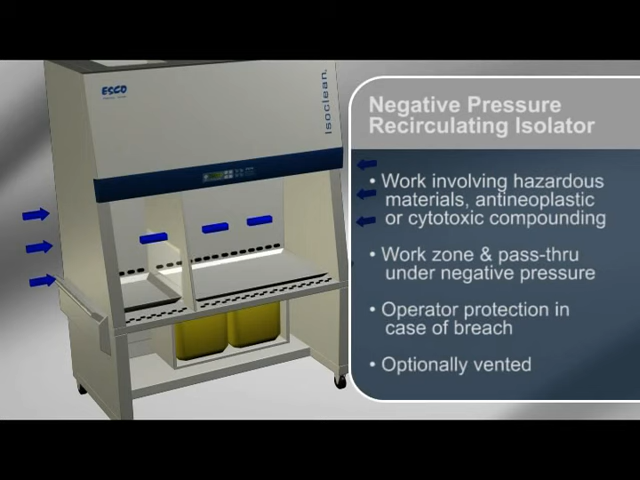 ESCO
Isoclean.
Negative Pressure
Recirculating Isolator
• Work involving hazardous
materials, antineoplastic
or cytotoxic compounding
• Work zone & pass-thru
under negative pressure
• Operator protection in
case of breach
• Optionally vented